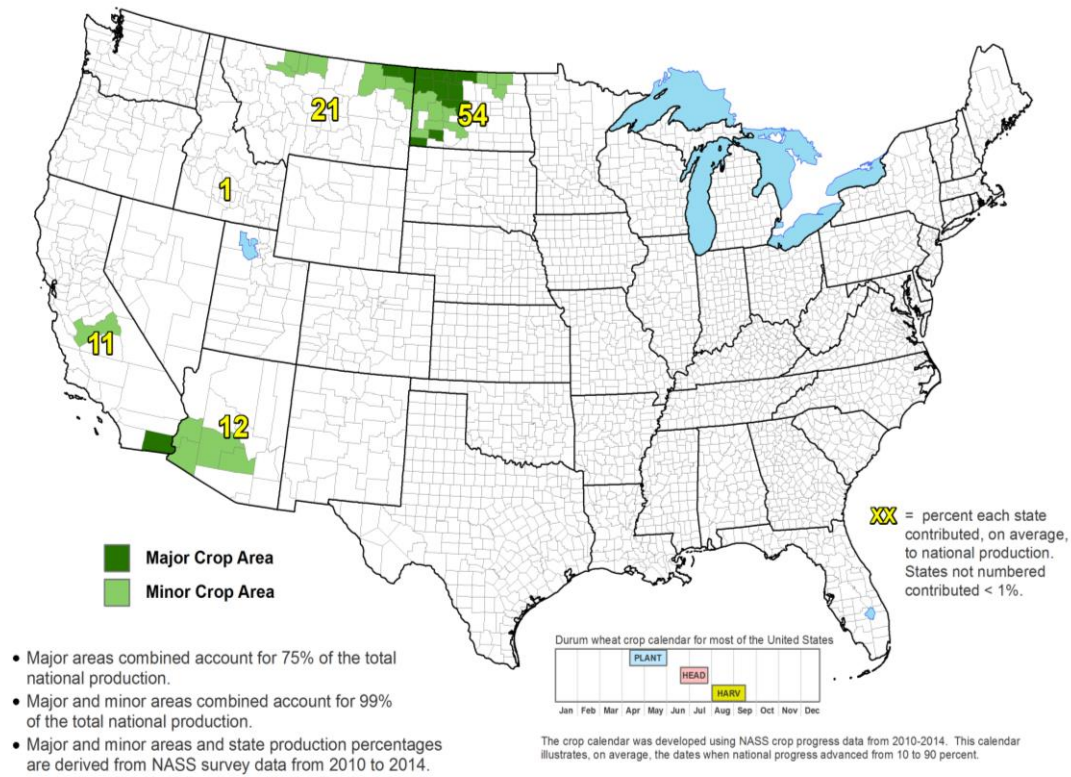 21
54
1
11
12
XX = percent each state
contributed, on average,
to national production.
States not numbered
contributed < 1%.
Major Crop Area
Minor Crop Area
• Major areas combined account for 75% of the total
national production.
• Major and minor areas combined account for 99%
of the total national production.
• Major and minor areas and state production percentages
are derived from NASS survey data from 2010 to 2014.
Durum wheat crop calendar for most of the United States
PLANT
HEAD
HARV
Jan Feb Mar Apr May Jun Jul Aug Sep Oct Nov Dec
The crop calendar was developed using NASS crop progress data from 2010-2014. This calendar
illustrates, on average, the dates when national progress advanced from 10 to 90 percent.